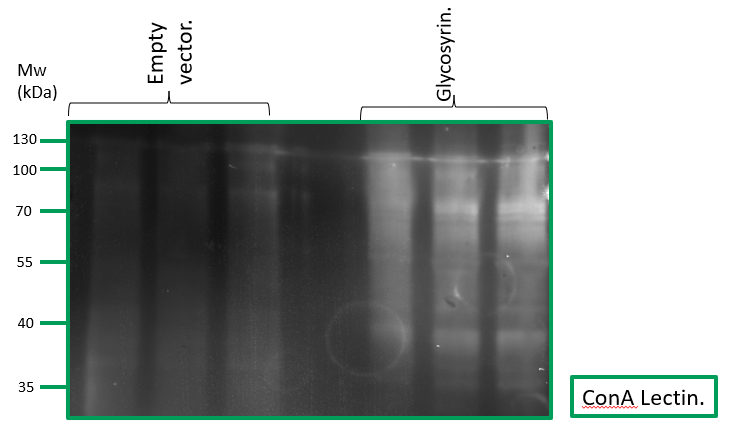 Empty
vector.
Glycosyrin.
Mw
(kDa)
130
100
70
55
40
35
ConA Lectin.